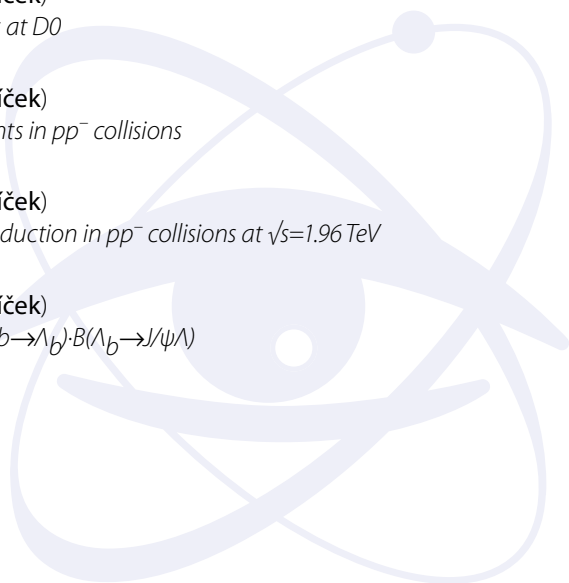 íček)
at D0
íček)
nts in pp¯ collisions
íček)
duction in pp¯ collisions at √s=1.96 TeV
íček)
b→Λb)·B(Λb→J/ψΛ)